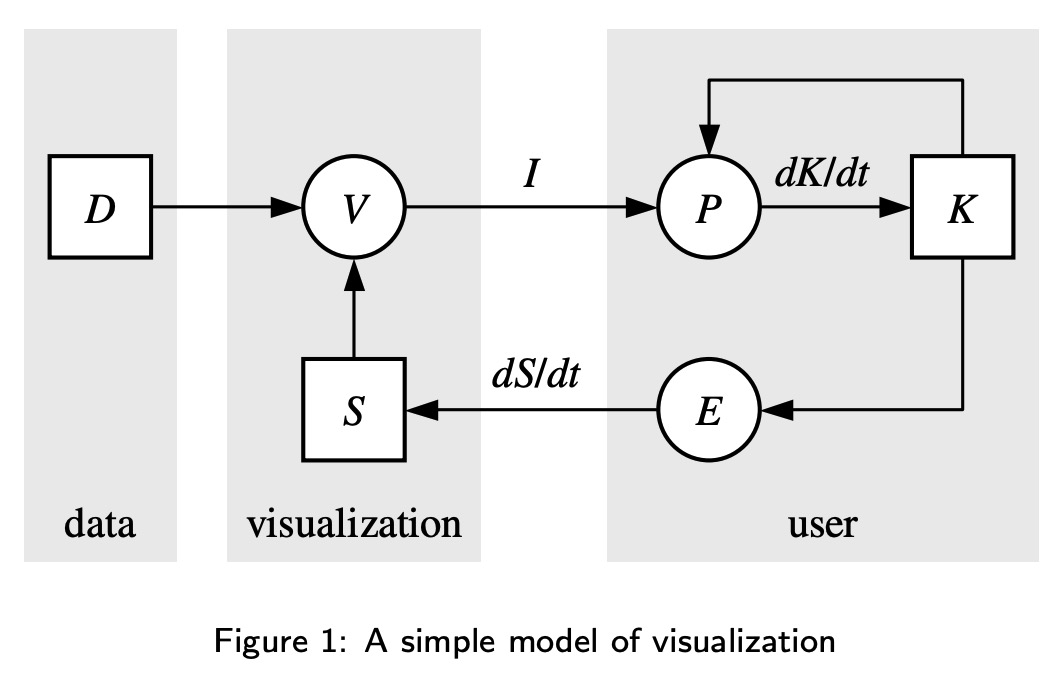 I
dK/dt
D
V
P
K
dS/dt
S
E
data
visualization
user
Figure 1: A simple model of visualization